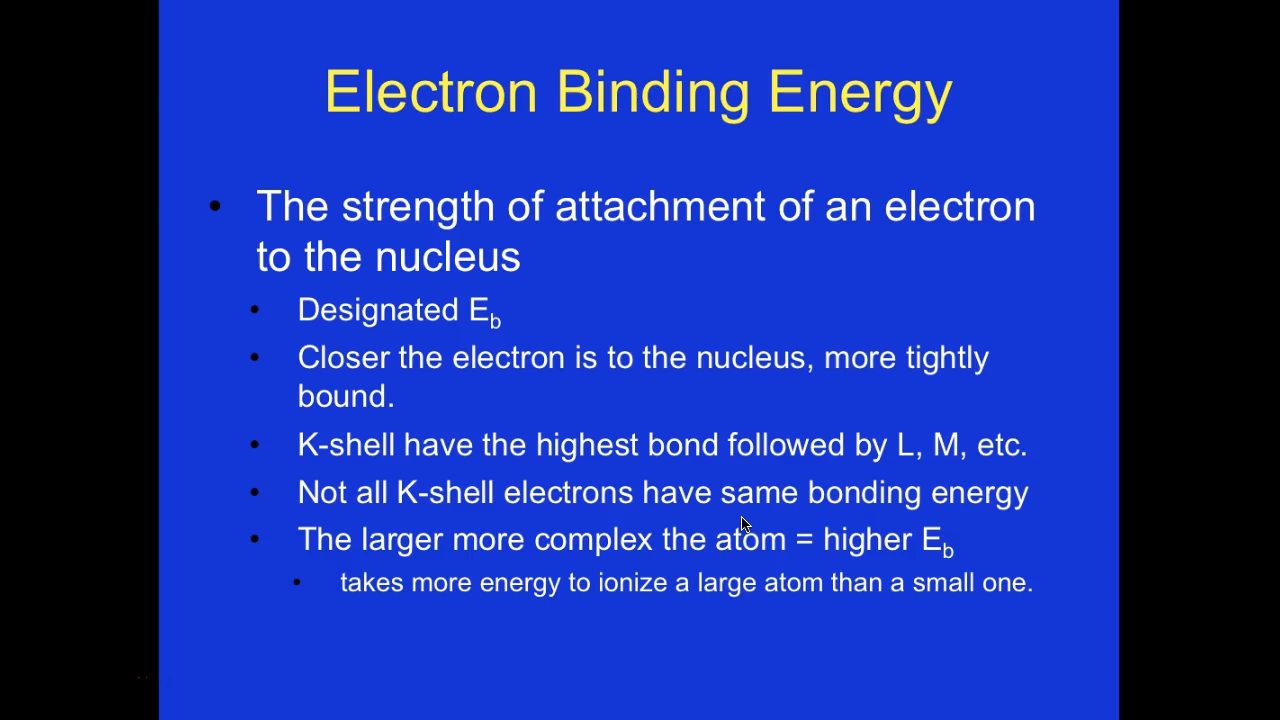 Electron Binding Energy
• The strength of attachment of an electron
to the nucleus
• Designated E_b
• Closer the electron is to the nucleus, more tightly
bound.
• K-shell have the highest bond followed by L, M, etc.
• Not all K-shell electrons have same bonding energy
• The larger more complex the atom = higher E_b
• takes more energy to ionize a large atom than a small one.